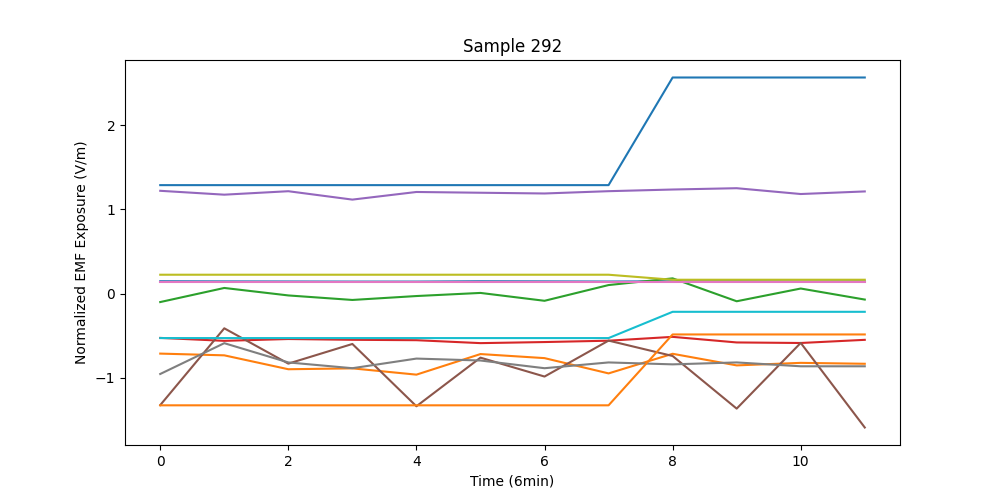 Sample 292
Normalized EMF Exposure (V/m)
2
1
0
−1
0 2 4 6 8 10
Time (6min)